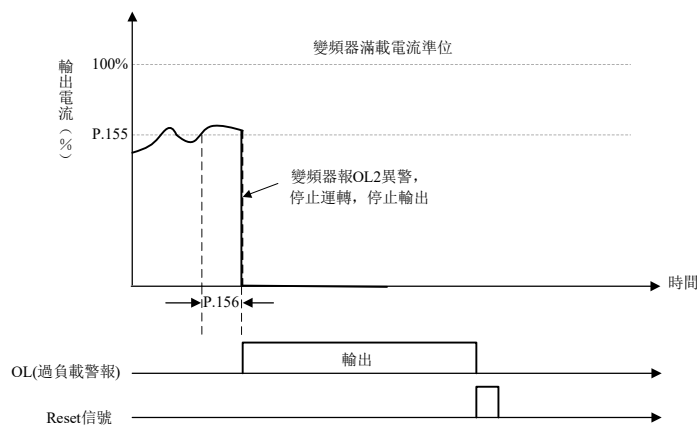 變頻器滿載電流準位
100%
輸出電流(%)
P.155
變頻器報OL2異警,
停止運轉,停止輸出
時間
P.156
輸出
OL(過負載警報)
Reset信號